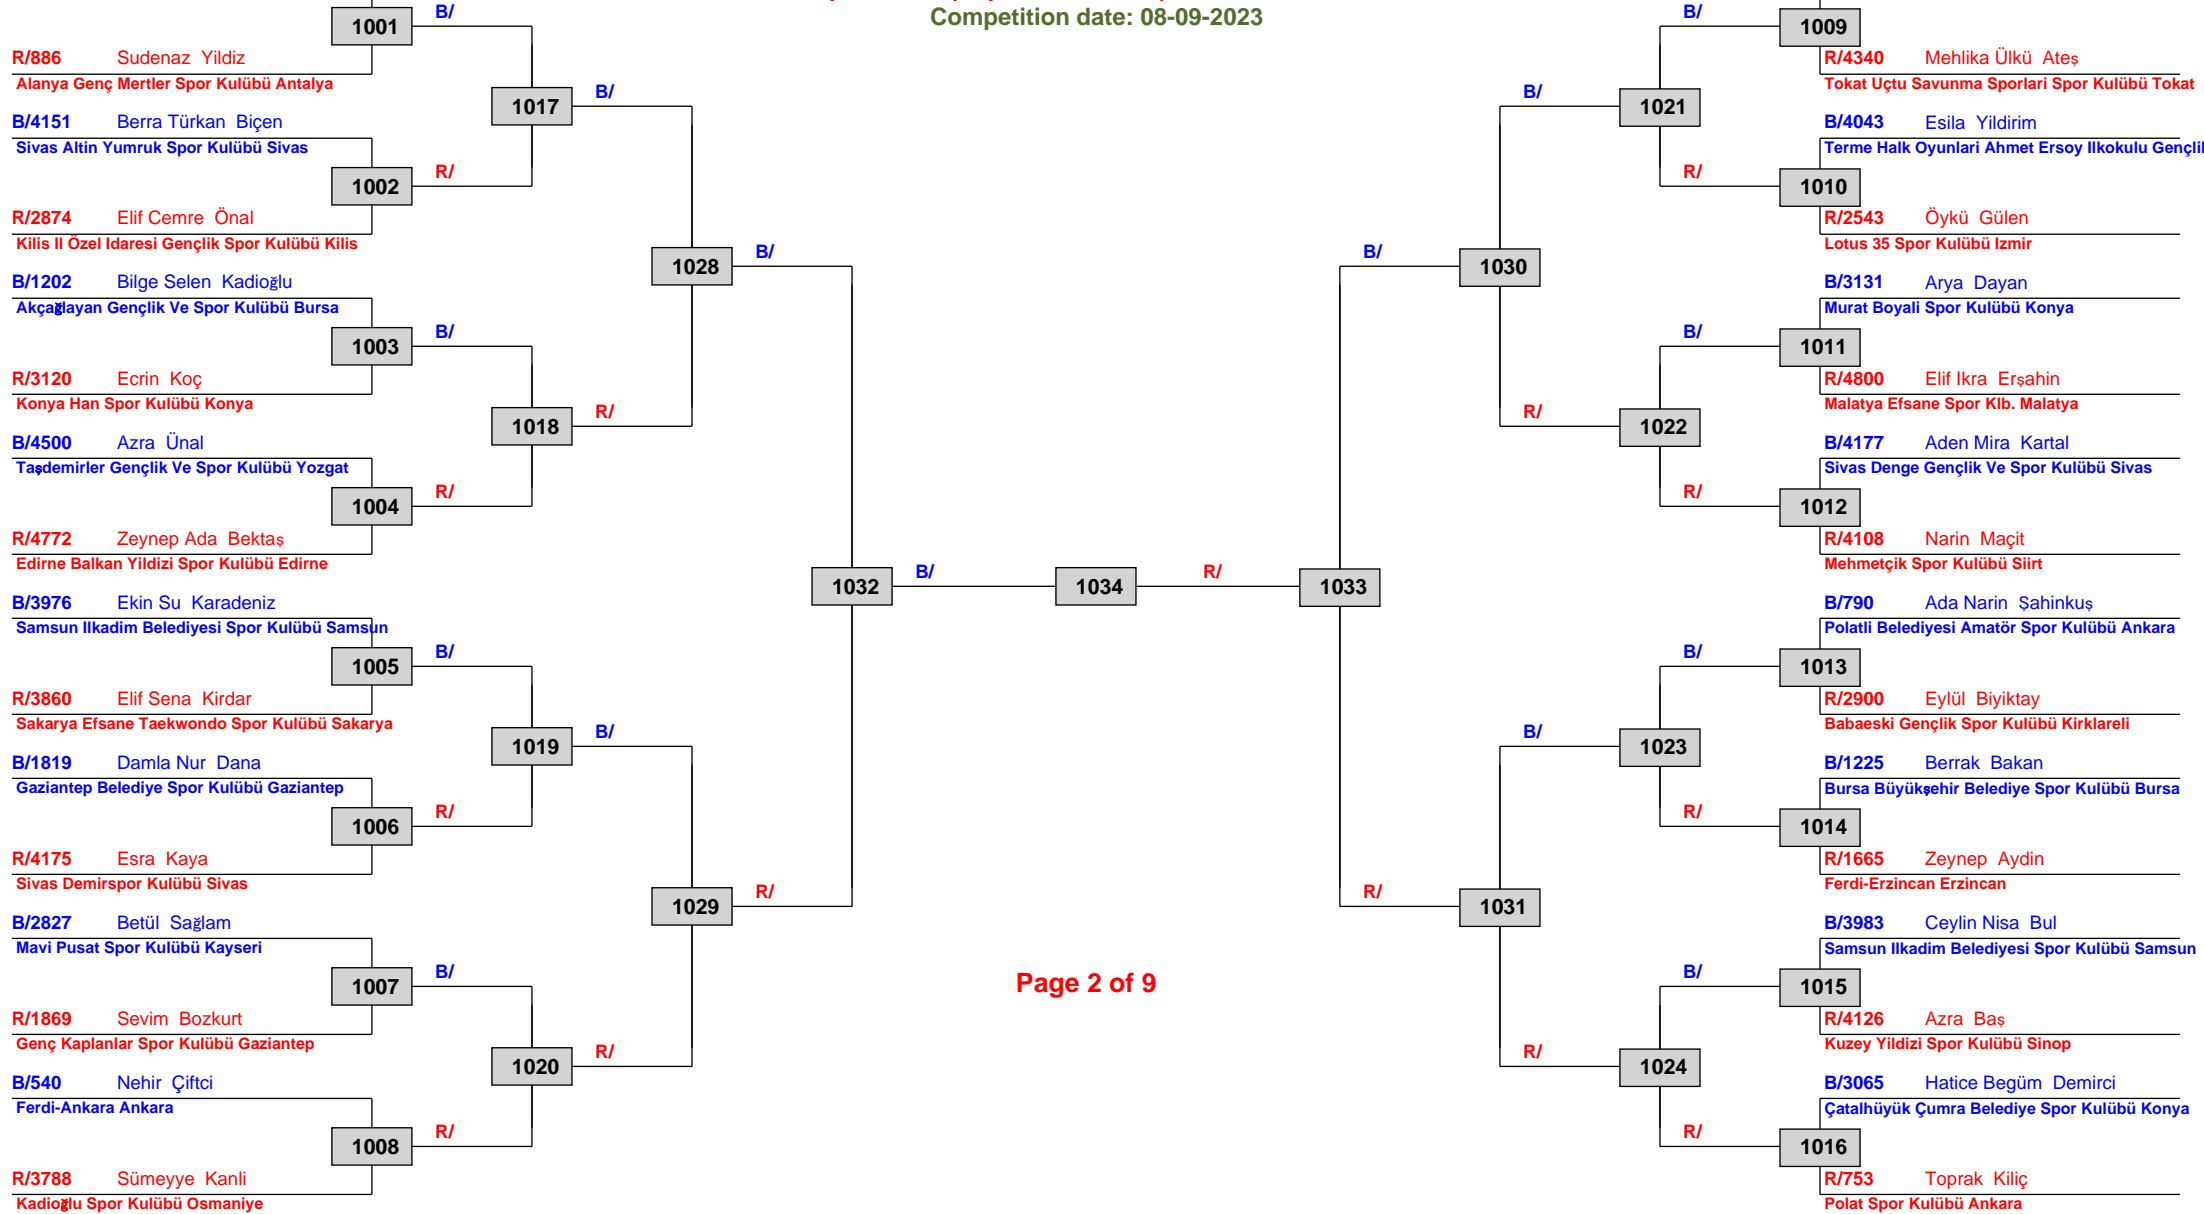 Competition date: 08-09-2023
B/
1001
R/886 Sudenaz Yildiz
Alanya Genç Mertler Spor Kulübü Antalya
1017
B/
B/4151 Berra Türkan Biçen
Sivas Altin Yumruk Spor Kulübü Sivas
R/
1002
R/2874 Elif Cemre Önal
Kilis Il Özel Idaresi Gençlik Spor Kulübü Kilis
1028
B/
B/1202 Bilge Selen Kadioğlu
Akçağlayan Gençlik Ve Spor Kulübü Bursa
B/
1003
R/3120 Ecrin Koç
Konya Han Spor Kulübü Konya
1018
R/
B/4500 Azra Ünal
Taşdemirler Gençlik Ve Spor Kulübü Yozgat
R/
1004
R/4772 Zeynep Ada Bektaş
Edirne Balkan Yildizi Spor Kulübü Edirne
1032
B/
1034
R/
1033
B/3976 Ekin Su Karadeniz
Samsun Ilkadim Belediyesi Spor Kulübü Samsun
B/
1005
R/3860 Elif Sena Kirdar
Sakarya Efsane Taekwondo Spor Kulübü Sakarya
1019
B/
B/1819 Damla Nur Dana
Gaziantep Belediye Spor Kulübü Gaziantep
R/
1006
R/4175 Esra Kaya
Sivas Demirspor Kulübü Sivas
1029
R/
B/2827 Betül Sağlam
Mavi Pusat Spor Kulübü Kayseri
B/
1007
R/1869 Sevim Bozkurt
Genç Kaplanlar Spor Kulübü Gaziantep
1020
R/
B/540 Nehir Çiftci
Ferdi-Ankara Ankara
R/
1008
R/3788 Sümeyye Kanli
Kadioğlu Spor Kulübü Osmaniye
Page 2 of 9
B/
1009
R/4340 Mehlika Ülkü Ateş
Tokat Uçtu Savunma Sporlari Spor Kulübü Tokat
B/
1021
B/4043 Esila Yildirim
Terme Halk Oyunlari Ahmet Ersoy Ilkokulu
R/
1010
R/2543 Öykü Gülen
Lotus 35 Spor Kulübü Izmir
B/
1030
B/3131 Arya Dayan
Murat Boyali Spor Kulübü Konya
B/
1011
R/4800 Elif Ikra Erşahin
Malatya Efsane Spor Klb. Malatya
R/
1022
B/4177 Aden Mira Kartal
Sivas Denge Gençlik Ve Spor Kulübü Sivas
R/
1012
R/4108 Narin Maçit
Mehmetçik Spor Kulübü Siirt
B/790 Ada Narin Şahinkuş
Polatli Belediyesi Amatör Spor Kulübü Ankara
B/
1013
R/2900 Eylül Biyiktay
Babaeski Gençlik Spor Kulübü Kirklareli
B/
1023
B/1225 Berrak Bakan
Bursa Büyükşehir Belediye Spor Kulübü Bursa
R/
1014
R/1665 Zeynep Aydin
Ferdi-Erzincan Erzincan
R/
1031
B/3983 Ceylin Nisa Bul
Samsun Ilkadim Belediyesi Spor Kulübü Samsun
B/
1015
R/4126 Azra Baş
Kuzey Yildizi Spor Kulübü Sinop
R/
1024
B/3065 Hatice Begüm Demirci
Çatalhüyük Çumra Belediye Spor Kulübü Konya
R/
1016
R/753 Toprak Kiliç
Polat Spor Kulübü Ankara